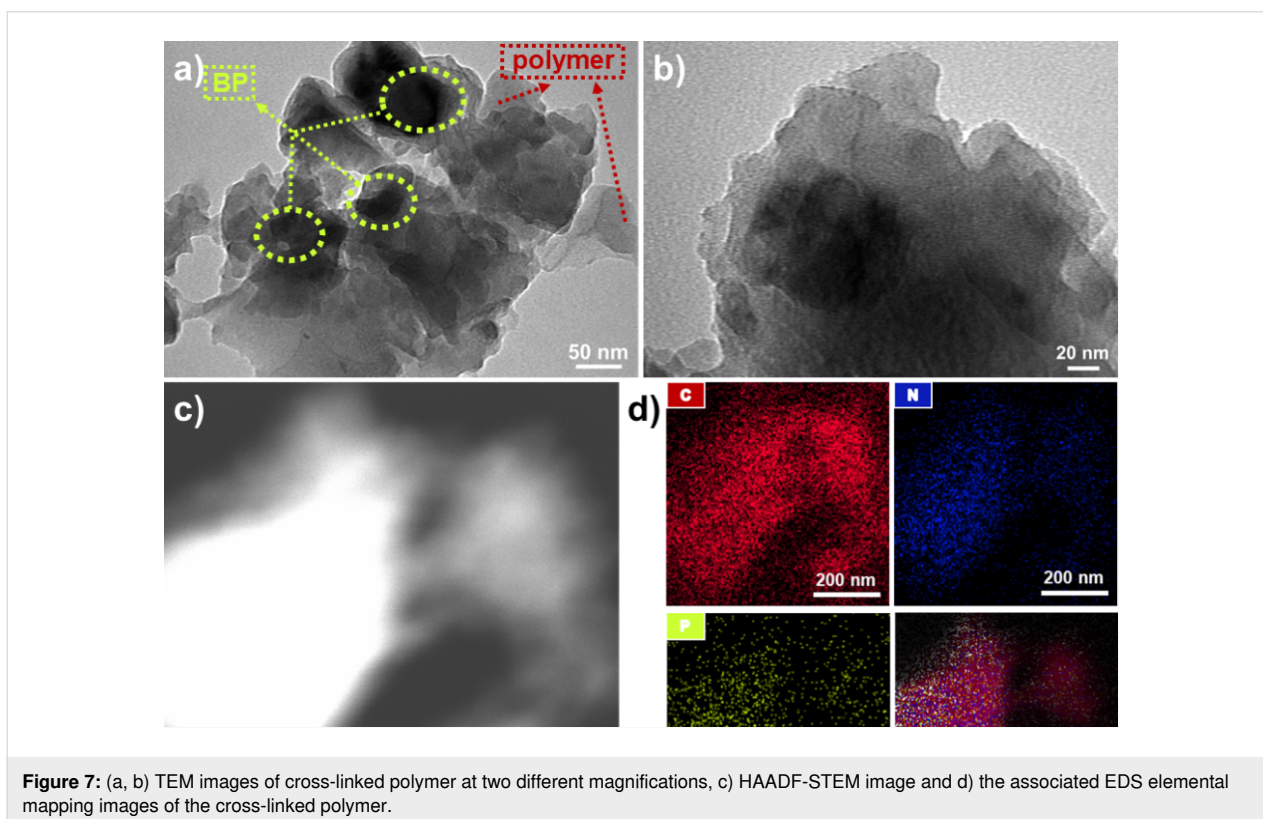 a)
BP
polymer
50 nm
b)
20 nm
c)
d)
C
200 nm
N
200 nm
P
Figure 7: (a, b) TEM images of cross-linked polymer at two different magnifications, c) HAADF-STEM image and d) the associated EDS elemental
mapping images of the cross-linked polymer.